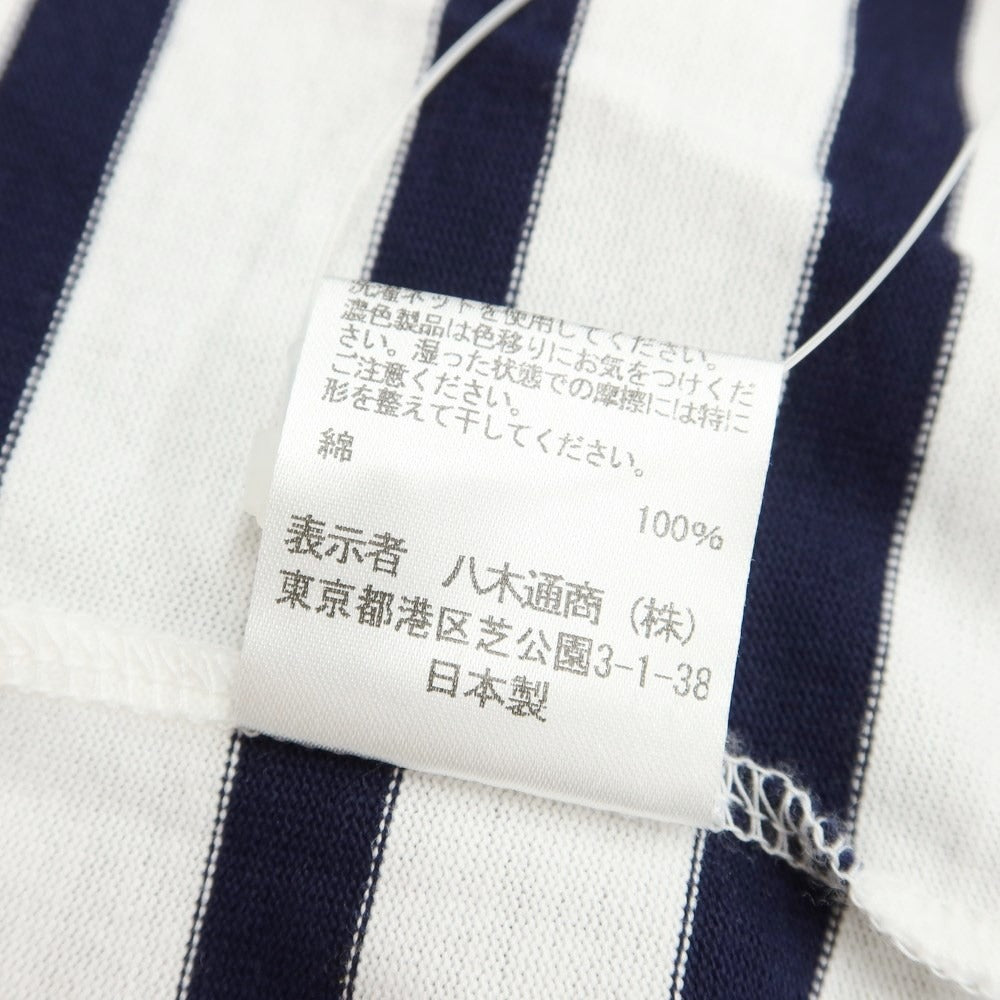 洗濯ネットを使用してください。
濃色製品は色移りにお気をつけくだ
さい。湿った状態での摩擦には特に
ご注意ください。
形を整えて干してください。
綿
100%
表示者 八木通商（株）
東京都港区芝公園3-1-38
日本製